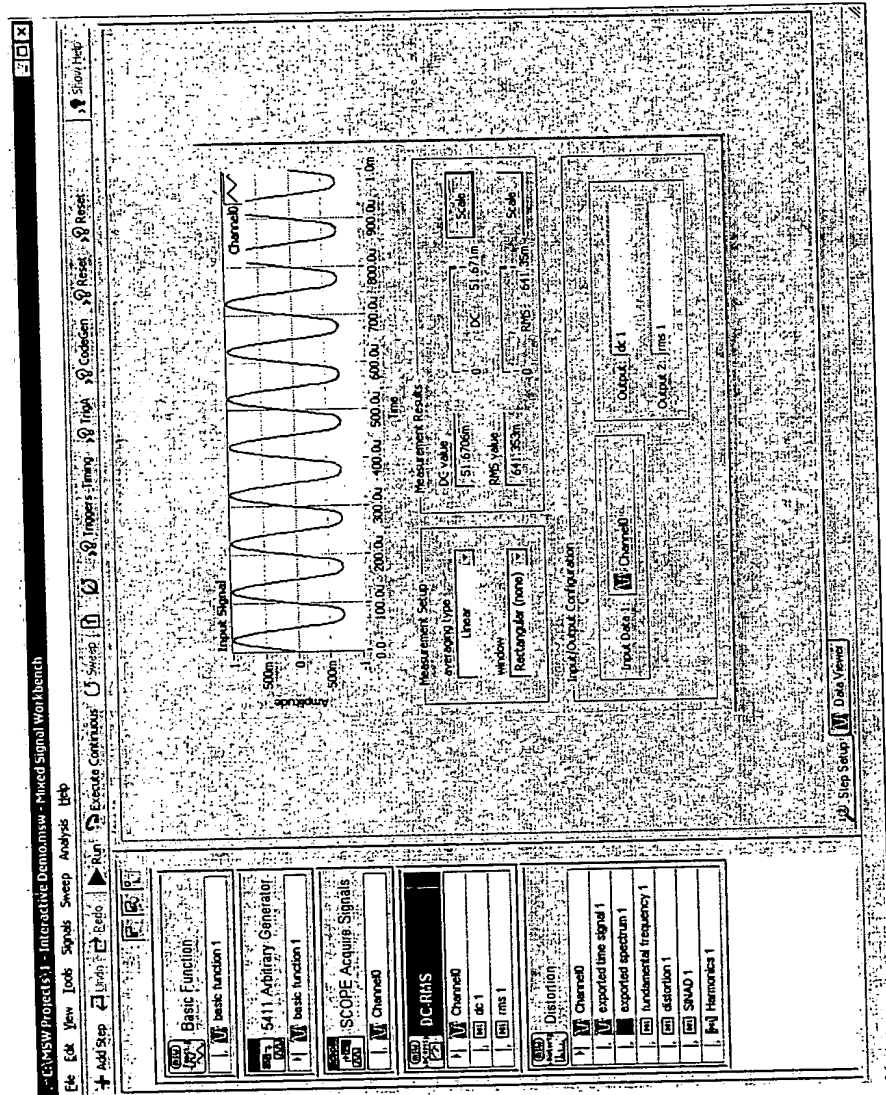 - C:\MSW Projects\1 - Interactive Demo.msw - Mixed Signal Workbench
File Edit View Tools Signals Sweep Analysis Help
Add Step Undo Redo Run Execute Continuous Sweep Triggers-Timing TrigA CodeGen Reset Reset Show Help
Basic Function
basic function 1
5411 Arbitrary Generator
basic function 1
SCOPE Acquire Signals
Channel0
DC-RMS
Channel0
dc 1
rms 1
Distortion
Channel0
exported time signal 1
exported spectrum 1
fundamental frequency 1
distortion 1
SINAD 1
Harmonics 1
Input Signal
Channel0
Amplitude
1
500m
0
-500m
-1
0.0 100.0u 200.0u 300.0u 400.0u 500.0u 600.0u 700.0u 800.0u 900.0u 1.0m
Time
Measurement Setup
averaging type
Linear
window
Rectangular (none)
Measurement Results
DC value
51.6706m
0 DC 51.671m
Scale
RMS value
641.353m
0 RMS
Scale
Input/Output Configuration
Input Data 1: Channel0
Output: dc 1
Output 2: rms 1
Step Setup Data Viewer